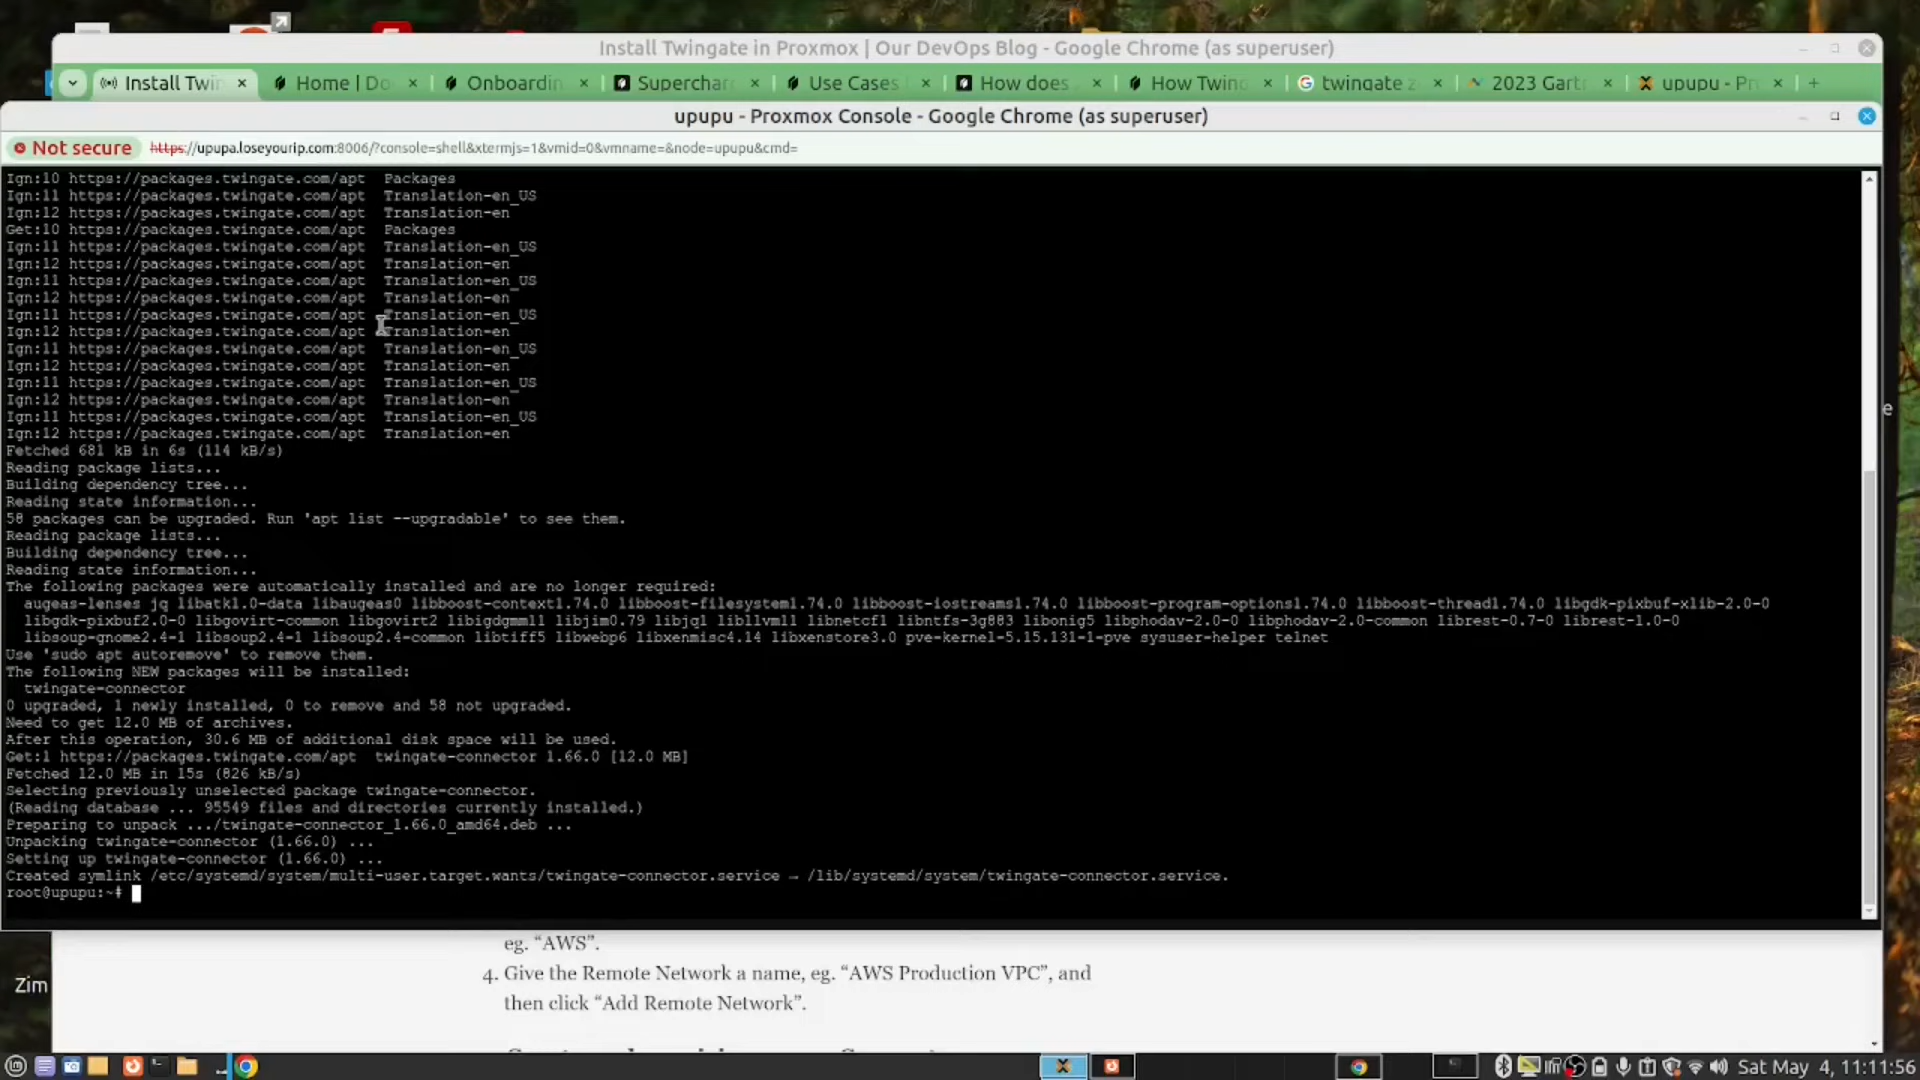 Install Twingate in Proxmox | Our DevOps Blog - Google Chrome (as superuser)
Install Twin
Home | Do
Onboardin
Superchar
Use Cases
How does
How Twing
twingate z
2023 Gart
upupu - Pr
upupu - Proxmox Console - Google Chrome (as superuser)
Not secure https://upupa.loseyourip.com:8006/?console=shell&xtermjs=1&vmid=0&vmname=&node=upupu&cmd=
Ign:10 https://packages.twingate.com/apt  Packages
Ign:11 https://packages.twingate.com/apt  Translation-en_US
Ign:12 https://packages.twingate.com/apt  Translation-en
Get:10 https://packages.twingate.com/apt  Packages
Ign:11 https://packages.twingate.com/apt  Translation-en_US
Ign:12 https://packages.twingate.com/apt  Translation-en
Ign:11 https://packages.twingate.com/apt  Translation-en_US
Ign:12 https://packages.twingate.com/apt  Translation-en
Ign:11 https://packages.twingate.com/apt  Translation-en_US
Ign:12 https://packages.twingate.com/apt  Translation-en
Ign:11 https://packages.twingate.com/apt  Translation-en_US
Ign:12 https://packages.twingate.com/apt  Translation-en
Ign:11 https://packages.twingate.com/apt  Translation-en_US
Ign:12 https://packages.twingate.com/apt  Translation-en
Ign:11 https://packages.twingate.com/apt  Translation-en_US
Ign:12 https://packages.twingate.com/apt  Translation-en
Fetched 681 kB in 6s (114 kB/s)
Reading package lists...
Building dependency tree...
Reading state information...
58 packages can be upgraded. Run 'apt list --upgradable' to see them.
Reading package lists...
Building dependency tree...
Reading state information...
The following packages were automatically installed and are no longer required:
augeas-lenses jq libatk1.0-data libaugeas0 libboost-context1.74.0 libboost-filesystem1.74.0 libboost-iostreams1.74.0 libboost-program-options1.74.0 libboost-thread1.74.0 libgdk-pixbuf-xlib-2.0-0
libgdk-pixbuf2.0-0 libgovirt-common libgovirt2 libigdgmm11 libjim0.79 libjq1 libllvm11 libnetcf1 libntfs-3g883 libonig5 libphodav-2.0-0 libphodav-2.0-common librest-0.7-0 librest-1.0-0
libsoup-gnome2.4-1 libsoup2.4-1 libsoup2.4-common libtiff5 libwebp6 libxenmisc4.14 libxenstore3.0 pve-kernel-5.15.131-1-pve sysuser-helper telnet
Use 'sudo apt autoremove' to remove them.
The following NEW packages will be installed:
twingate-connector
0 upgraded, 1 newly installed, 0 to remove and 58 not upgraded.
Need to get 12.0 MB of archives.
After this operation, 30.6 MB of additional disk space will be used.
Get:1 https://packages.twingate.com/apt  twingate-connector 1.66.0 [12.0 MB]
Fetched 12.0 MB in 15s (826 kB/s)
Selecting previously unselected package twingate-connector.
(Reading database ... 95549 files and directories currently installed.)
Preparing to unpack .../twingate-connector_1.66.0_amd64.deb ...
Unpacking twingate-connector (1.66.0) ...
Setting up twingate-connector (1.66.0) ...
Created symlink /etc/systemd/system/multi-user.target.wants/twingate-connector.service → /lib/systemd/system/twingate-connector.service.
root@upupu:~#
eg. “AWS”.
4. Give the Remote Network a name, eg. “AWS Production VPC”, and
then click “Add Remote Network”.
Zim
e
Sat May 4, 11:11:56